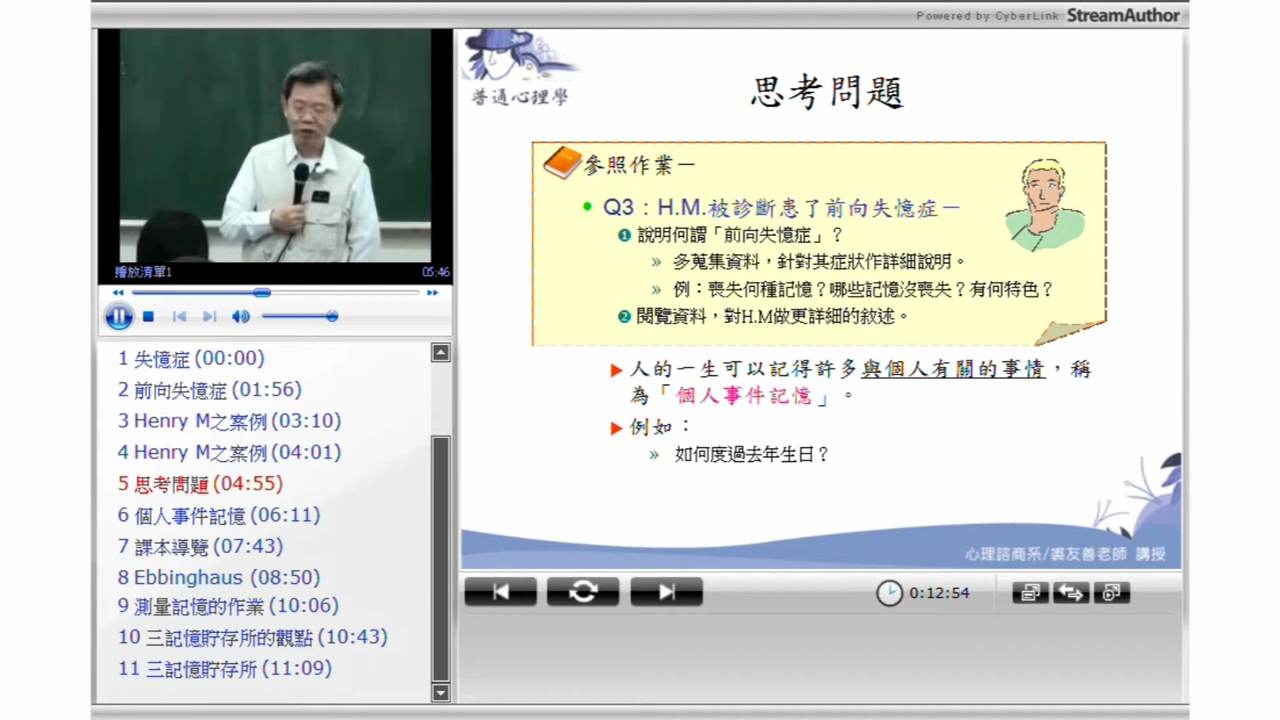 Powered by CyberLink StreamAuthor
播放清單1
05:46
1 失憶症 (00:00)
2 前向失憶症 (01:56)
3 Henry M之案例 (03:10)
4 Henry M之案例 (04:01)
5 思考問題 (04:55)
6 個人事件記憶 (06:11)
7 課本導覽 (07:43)
8 Ebbinghaus (08:50)
9 測量記憶的作業 (10:06)
10 三記憶貯存所的觀點 (10:43)
11 三記憶貯存所 (11:09)
普通心理學
思考問題
參照作業－
Q3：H.M.被診斷患了前向失憶症－
❶ 說明何謂「前向失憶症」？
» 多蒐集資料，針對其症狀作詳細說明。
» 例：喪失何種記憶？哪些記憶沒喪失？有何特色？
❷ 閱覽資料，對H.M做更詳細的敘述。
人的一生可以記得許多與個人有關的事情，稱
為「個人事件記憶」。
例如：
» 如何度過去年生日？
心理諮商系/裘友善老師 講授
0:12:54